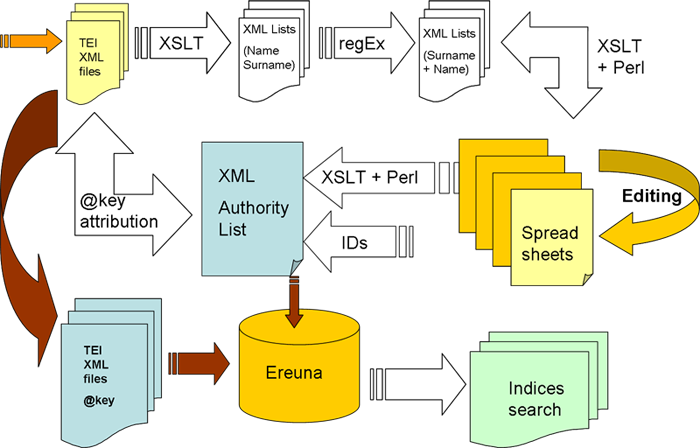 TEI
XML
files
XSLT
XML Lists
(Name
Surname)
regEx
XML Lists
(Surname
+ Name)
XSLT
+ Perl
@key
attribution
XML
Authority
List
XSLT + Perl
IDs
Spread
sheets
Editing
TEI
XML
files
@key
Ereuna
Indices
search